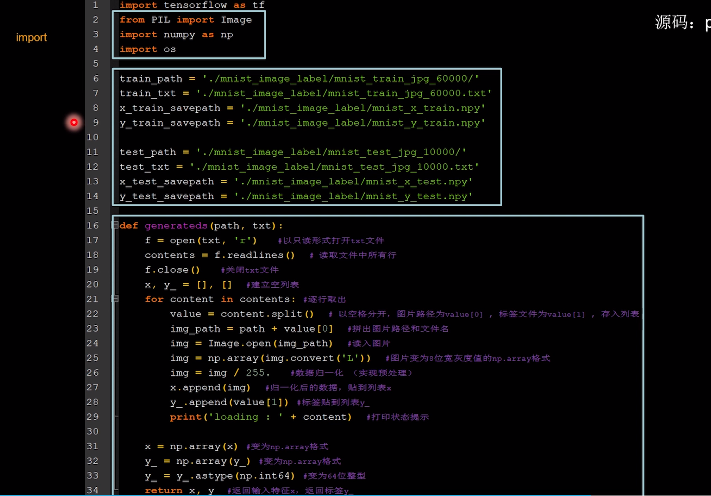 import
源码：p
1 import tensorflow as tf
2 from PIL import Image
3 import numpy as np
4 import os
5
6 train_path = './mnist_image_label/mnist_train_jpg_60000/'
7 train_txt = './mnist_image_label/mnist_train_jpg_60000.txt'
8 x_train_savepath = './mnist_image_label/mnist_x_train.npy'
9 y_train_savepath = './mnist_image_label/mnist_y_train.npy'
10
11 test_path = './mnist_image_label/mnist_test_jpg_10000/'
12 test_txt = './mnist_image_label/mnist_test_jpg_10000.txt'
13 x_test_savepath = './mnist_image_label/mnist_x_test.npy'
14 y_test_savepath = './mnist_image_label/mnist_y_test.npy'
15
16 def generateds(path, txt):
17 f = open(txt, 'r') #以只读形式打开txt文件
18 contents = f.readlines() # 读取文件中所有行
19 f.close() #关闭txt文件
20 x, y_ = [], [] #建立空列表
21 for content in contents: #逐行取出
22 value = content.split() # 以空格分开，图片路径为value[0] , 标签文件为value[1] , 存入列表
23 img_path = path + value[0] #拼出图片路径和文件名
24 img = Image.open(img_path) #读入图片
25 img = np.array(img.convert('L')) #图片变为8位宽灰度值的np.array格式
26 img = img / 255. #数据归一化 （实现预处理）
27 x.append(img) #归一化后的数据，贴到列表x
28 y_.append(value[1]) #标签贴到列表y_
29 print('loading : ' + content) #打印状态提示
30
31 x = np.array(x) #变为np.array格式
32 y_ = np.array(y_) #变为np.array格式
33 y_ = y_.astype(np.int64) #变为64位整型
34 return x, y_ #返回输入特征x，返回标签y_